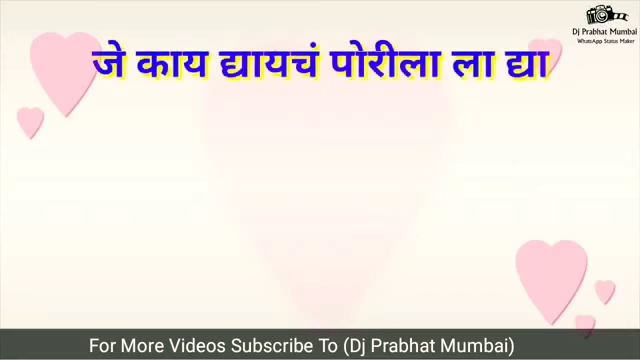 Dj Prabhat Mumbai
WhatsApp Status Maker
जे काय द्यायचं पोरीला ला द्या
For More Videos Subscribe To (Dj Prabhat Mumbai)